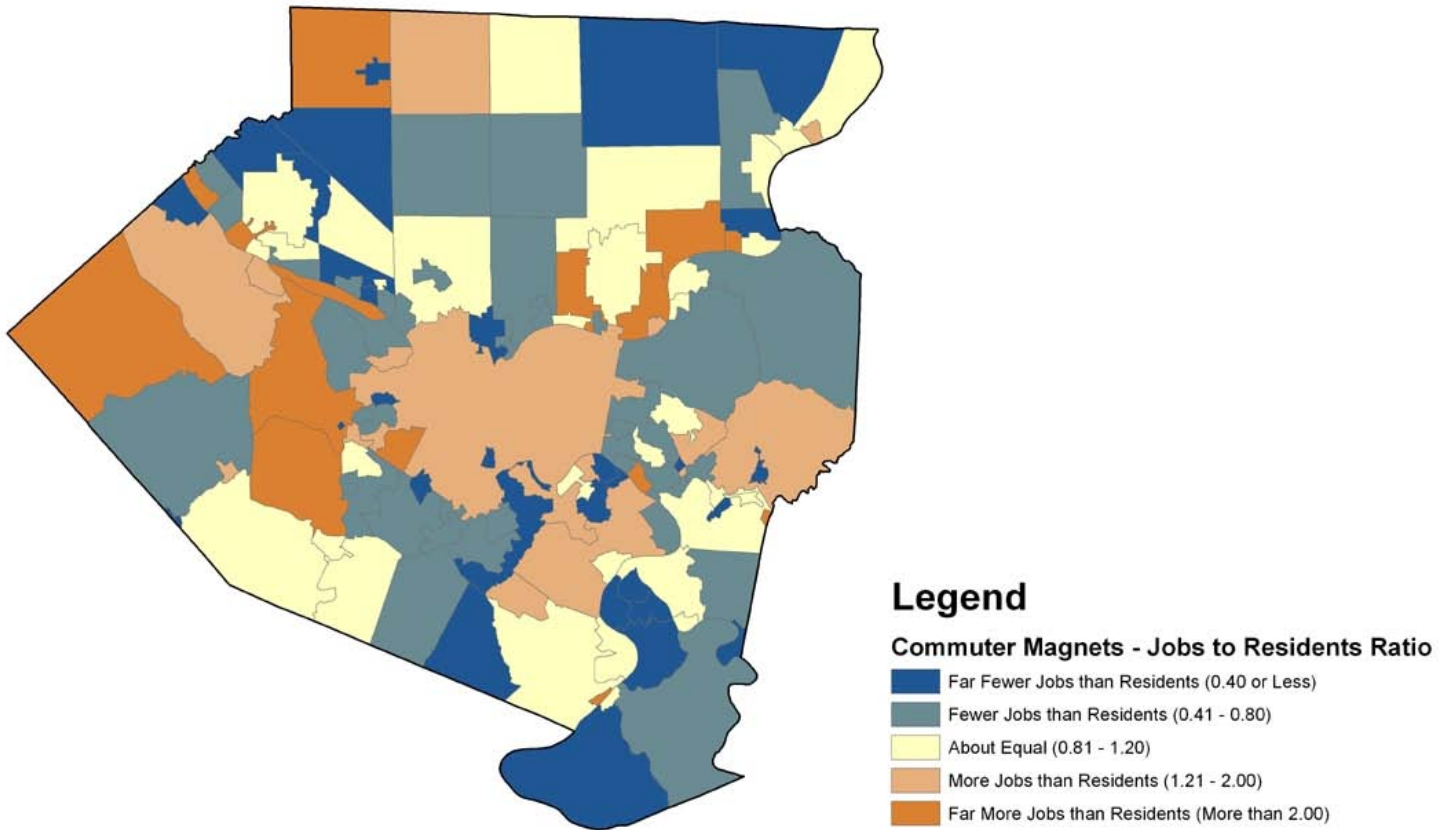 Legend
Commuter Magnets - Jobs to Residents Ratio
Far Fewer Jobs than Residents (0.40 or Less)
Fewer Jobs than Residents (0.41 - 0.80)
About Equal (0.81 - 1.20)
More Jobs than Residents (1.21 - 2.00)
Far More Jobs than Residents (More than 2.00)